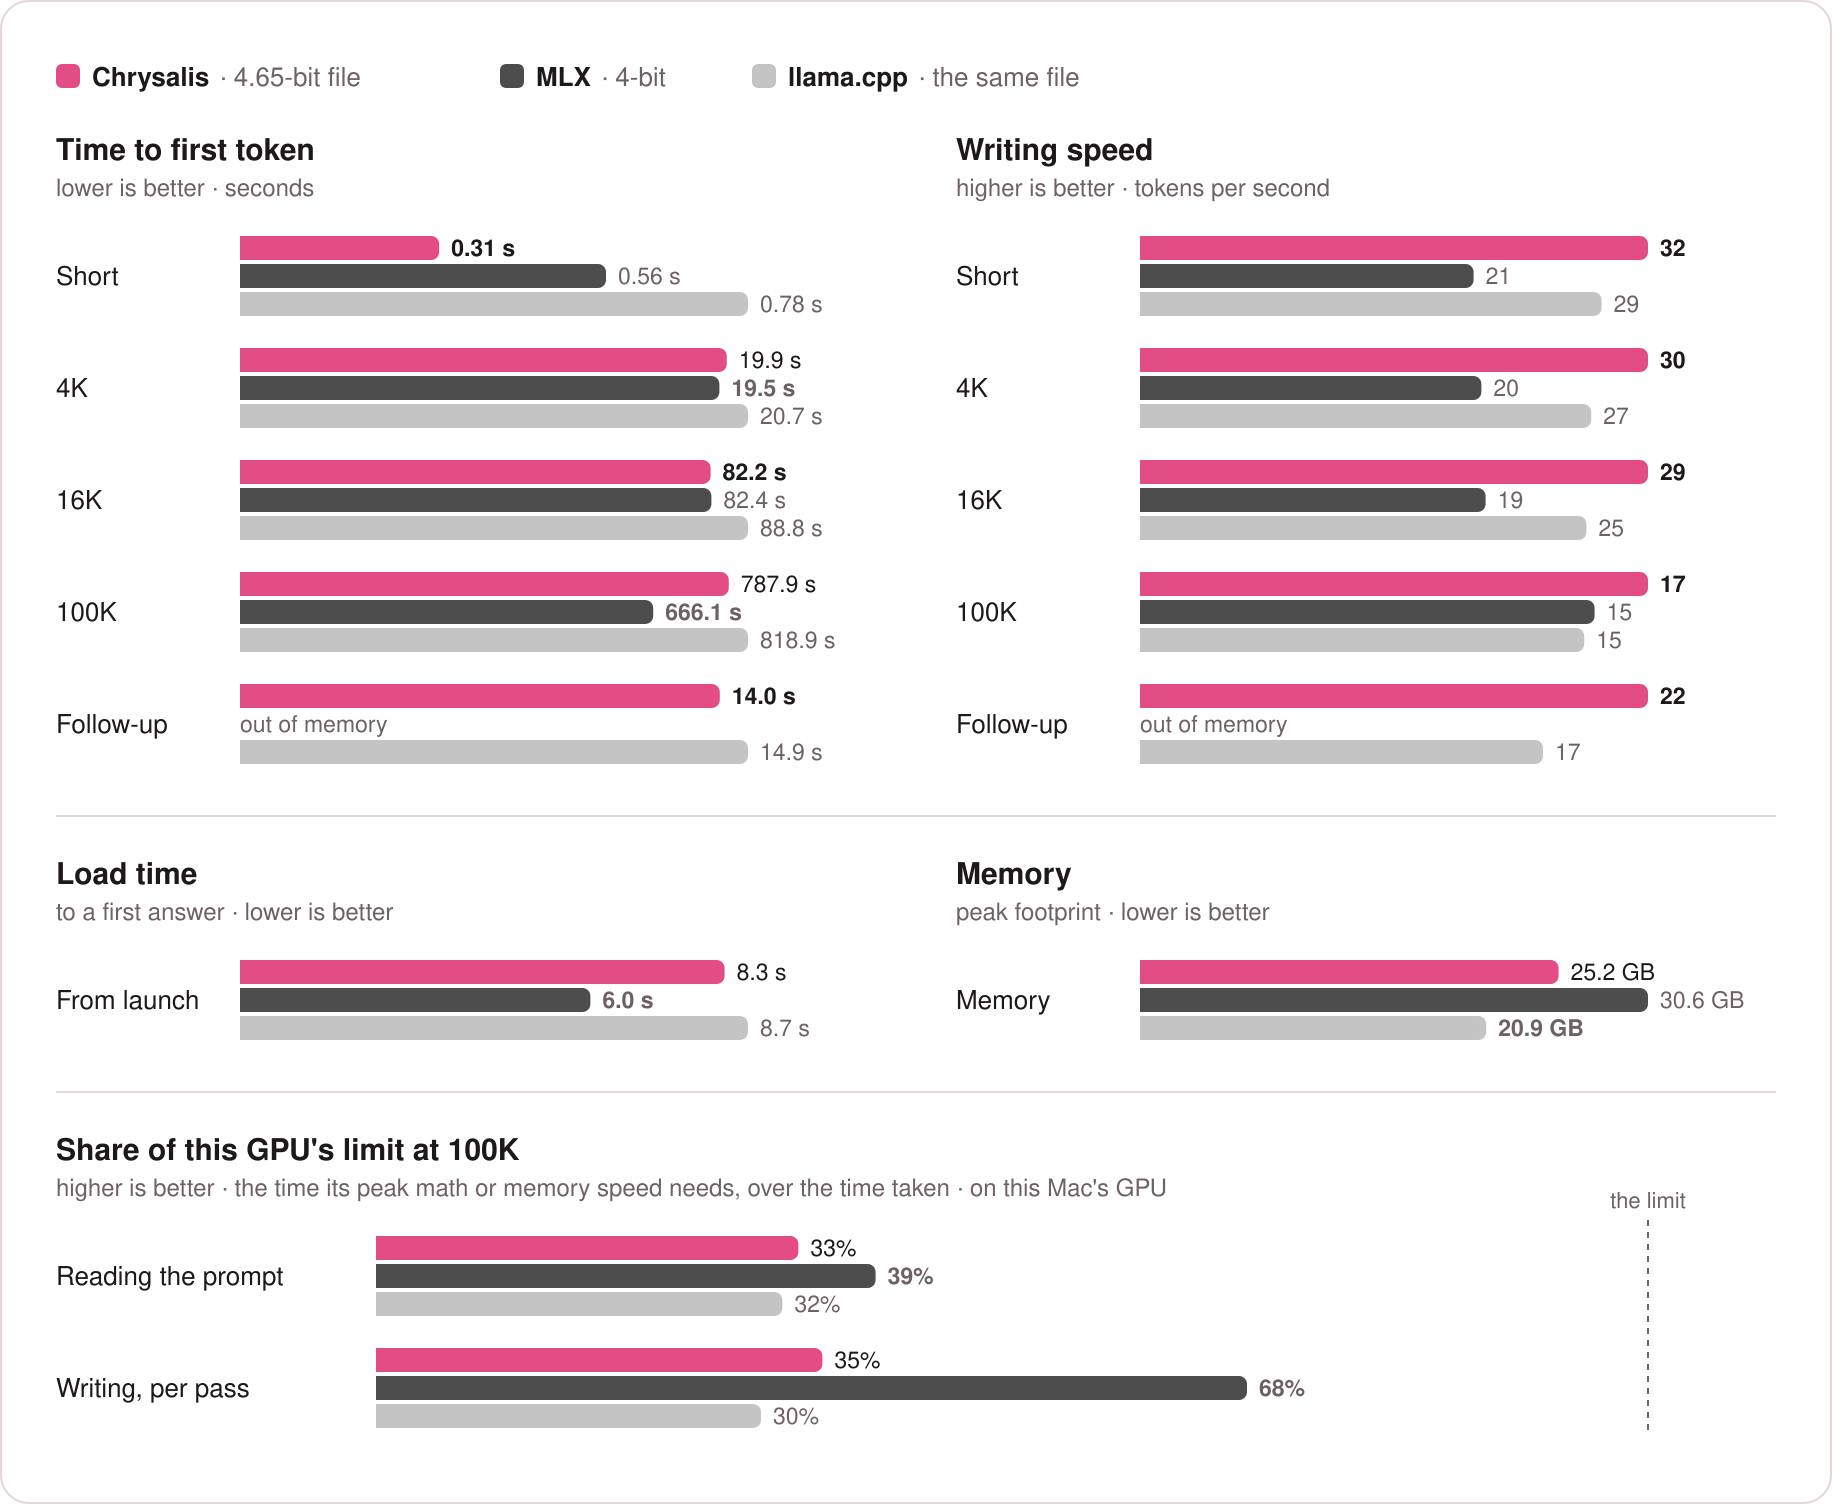 Chrysalis · 4.65-bit file
MLX · 4-bit
llama.cpp · the same file
Time to first token
lower is better · seconds
Short
0.31 s
0.56 s
0.78 s
4K
19.9 s
19.5 s
20.7 s
16K
82.2 s
82.4 s
88.8 s
100K
787.9 s
666.1 s
818.9 s
Follow-up
14.0 s
out of memory
14.9 s
Writing speed
higher is better · tokens per second
Short
32
21
29
4K
30
20
27
16K
29
19
25
100K
17
15
15
Follow-up
22
out of memory
17
Load time
to a first answer · lower is better
From launch
8.3 s
6.0 s
8.7 s
Memory
peak footprint · lower is better
Memory
25.2 GB
30.6 GB
20.9 GB
Share of this GPU's limit at 100K
higher is better · the time its peak math or memory speed needs, over the time taken · on this Mac's GPU
the limit
Reading the prompt
33%
39%
32%
Writing, per pass
35%
68%
30%